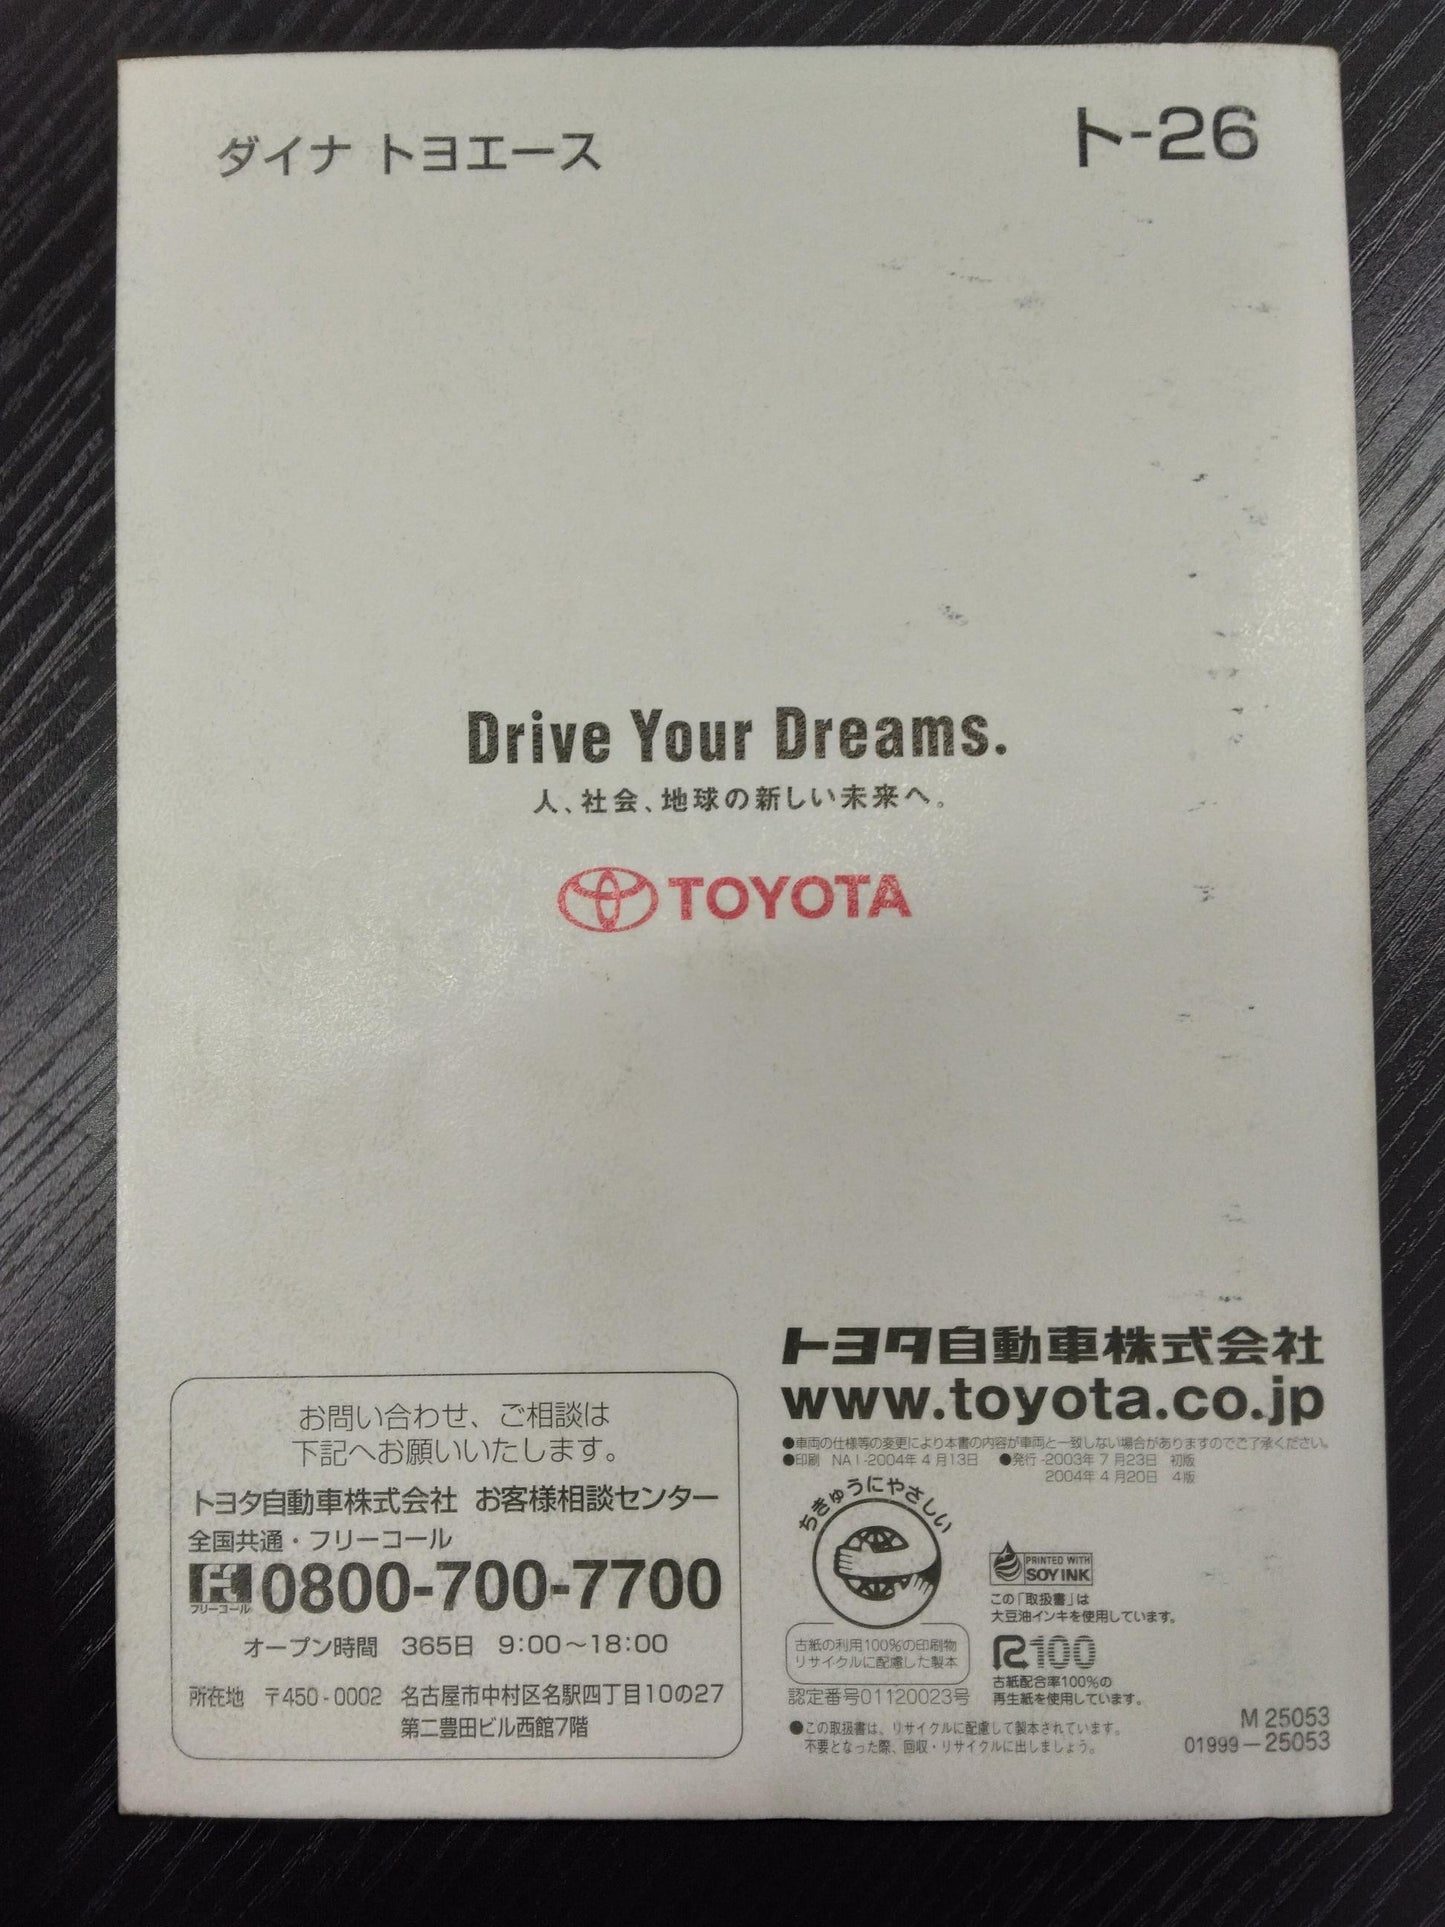 ダイナ トヨエース
ト-26
Drive Your Dreams.
人、社会、地球の新しい未来へ。
TOYOTA
お問い合わせ、ご相談は
下記へお願いいたします。
トヨタ自動車株式会社 お客様相談センター
全国共通・フリーコール
フリーコール 0800-700-7700
オープン時間 365日 9:00～18:00
所在地 〒450-0002 名古屋市中村区名駅四丁目10の27
第二豊田ビル西館7階
トヨタ自動車株式会社
www.toyota.co.jp
●車両の仕様等の変更により本書の内容が車両と一致しない場合がありますのでご了承ください。
●印刷 NAI-2004年4月13日 ●発行-2003年7月23日 初版
2004年4月20日 4版
ちきゅうにやさしい
古紙の利用100%の印刷物
リサイクルに配慮した製本
認定番号01120023号
PRINTED WITH
SOY INK
この「取扱書」は
大豆油インキを使用しています。
R100
古紙配合率100%の
再生紙を使用しています。
●この取扱書は、リサイクルに配慮して製本されています。
不要となった際、回収・リサイクルに出しましょう。
M 25053
01999-25053